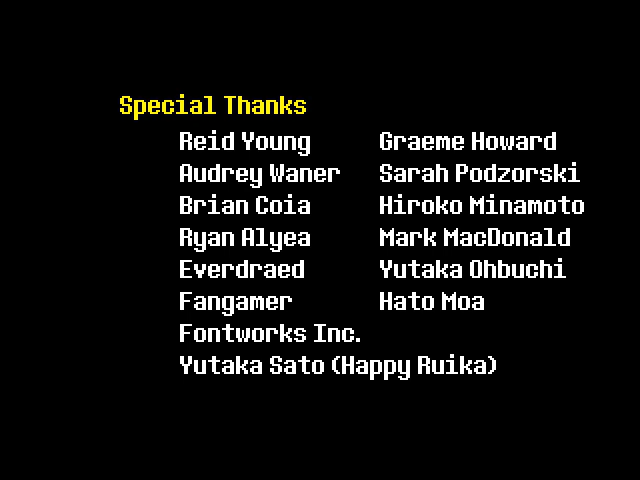 Special Thanks
Reid Young Graeme Howard
Audrey Waner Sarah Podzorski
Brian Coia Hiroko Minamoto
Ryan Alyea Mark MacDonald
Everdraed Yutaka Ohbuchi
Fangamer Hato Moa
Fontworks Inc.
Yutaka Sato (Happy Ruika)